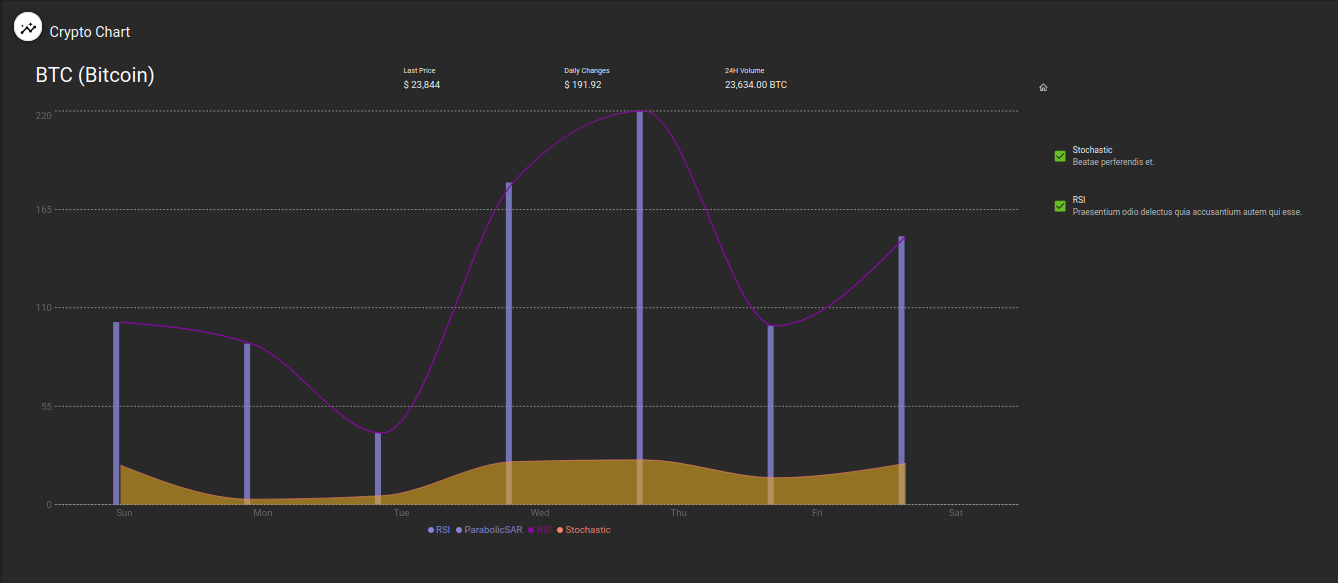 Crypto Chart
BTC (Bitcoin)
Last Price
$ 23,844
Daily Changes
$ 191.92
24H Volume
23,634.00 BTC
220
165
110
55
0
Sun Mon Tue Wed Thu Fri Sat
RSI ParabolicSAR RSI Stochastic
Stochastic
Beatae perferendis et.
RSI
Praesentium odio delectus quia accusantium autem qui esse.